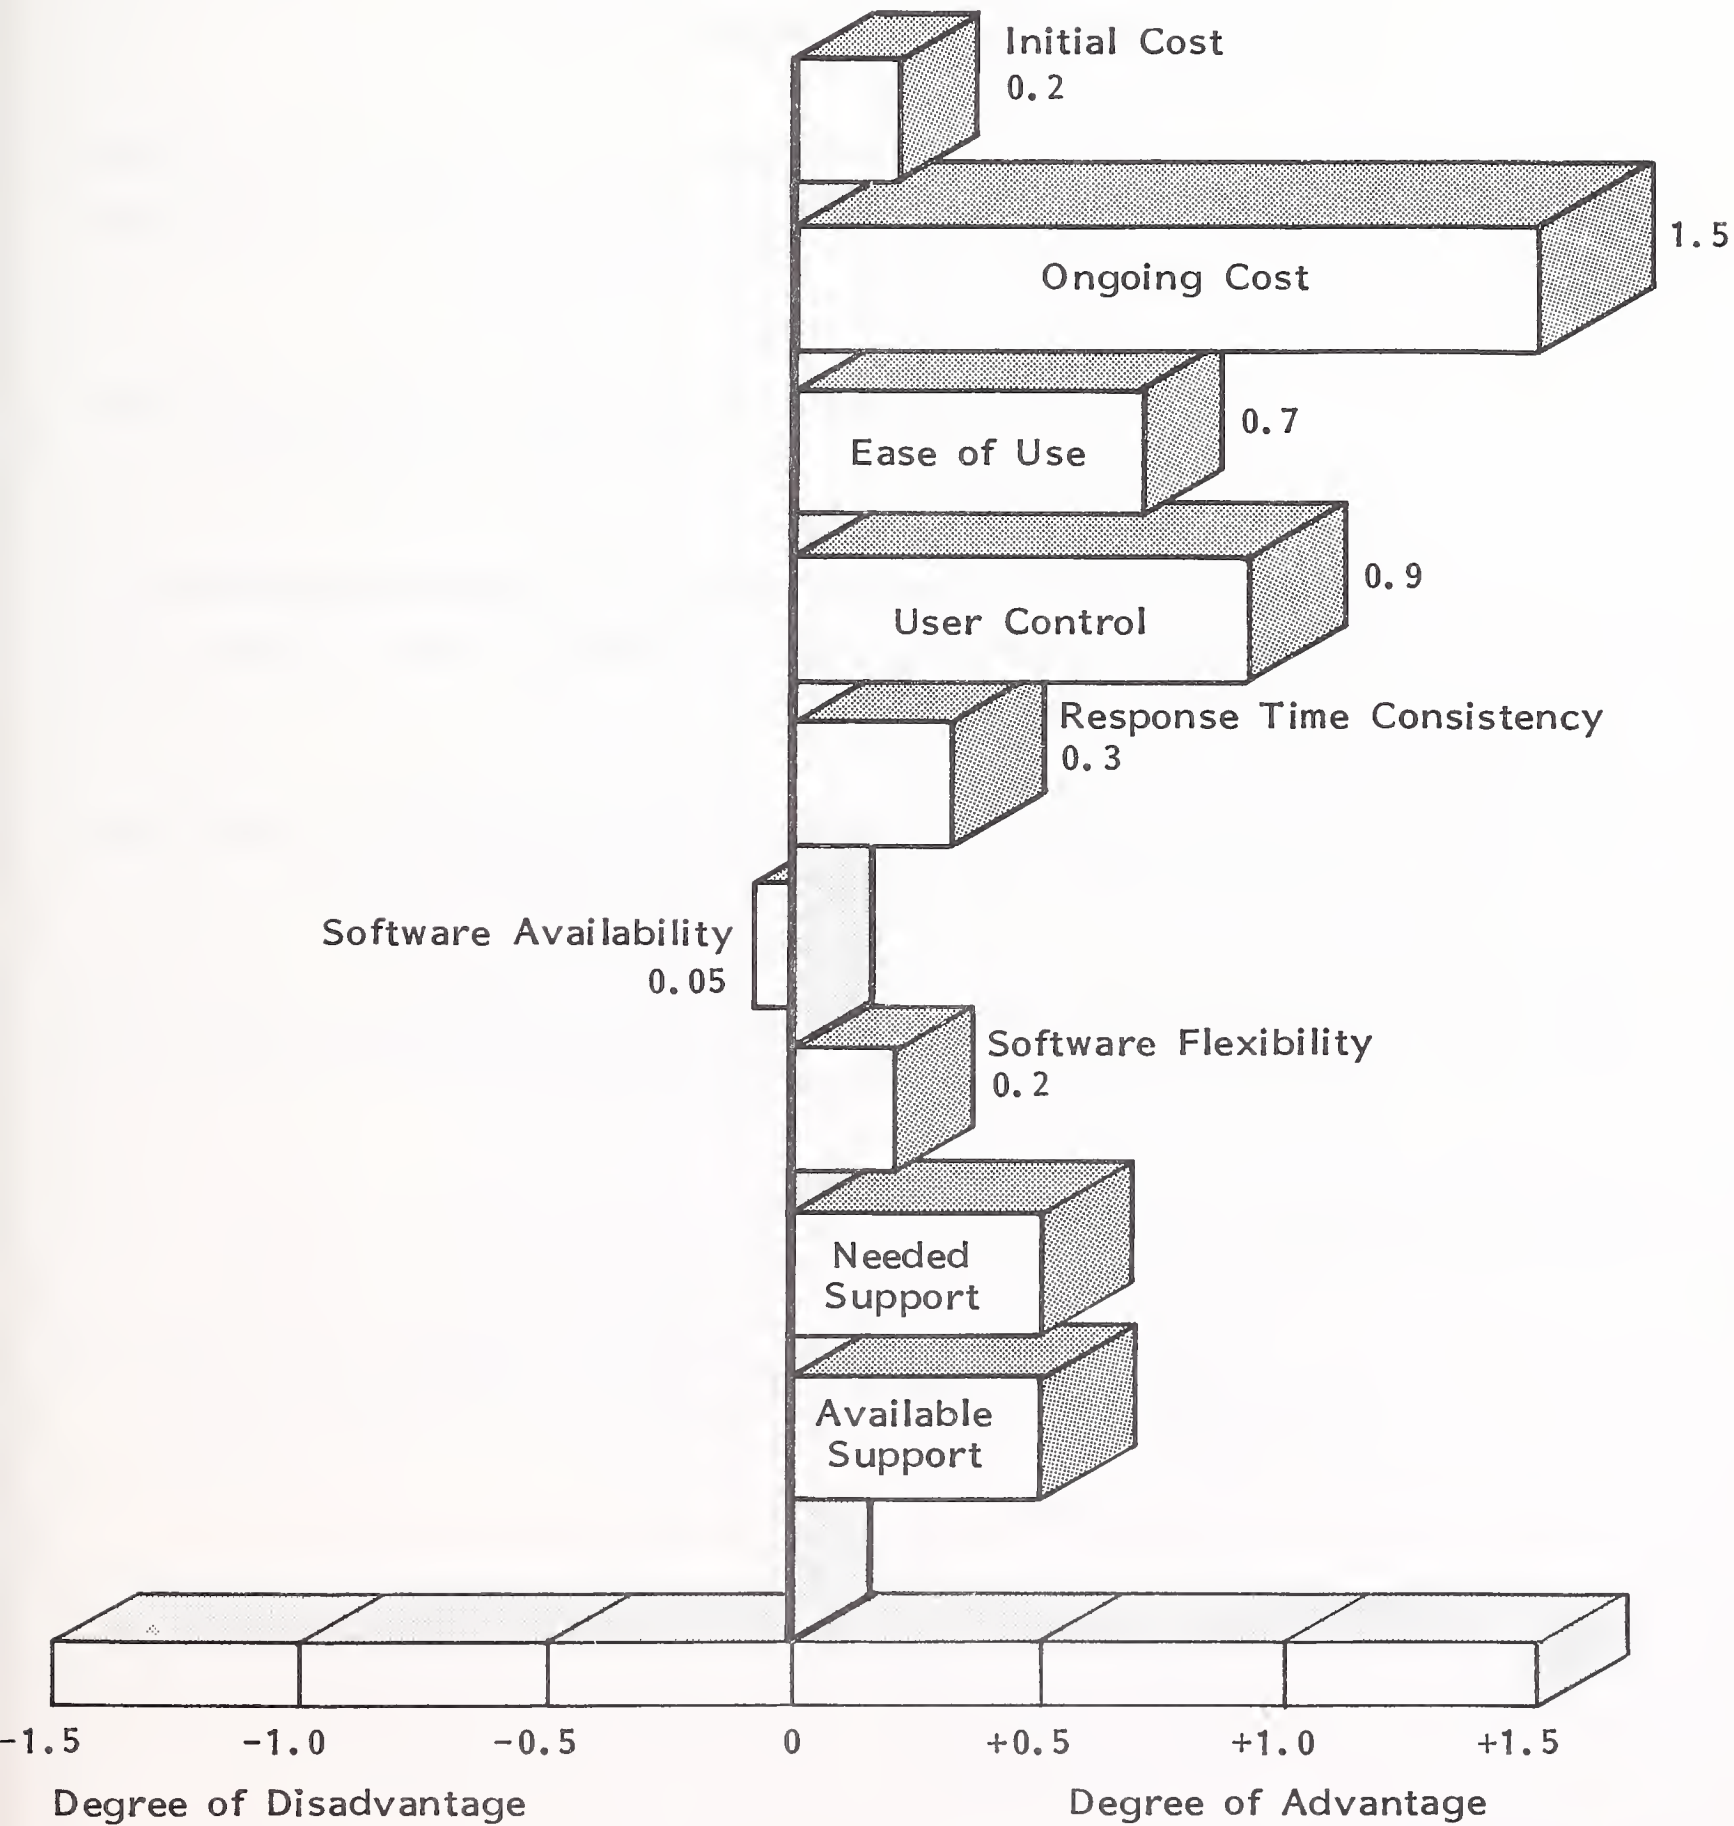 Initial Cost
0.2
1.5
Ongoing Cost
0.7
Ease of Use
0.9
User Control
Response Time Consistency
0.3
Software Availability
0.05
Software Flexibility
0.2
Needed
Support
Available
Support
-1.5 -1.0 -0.5 0 +0.5 +1.0 +1.5
Degree of Disadvantage Degree of Advantage